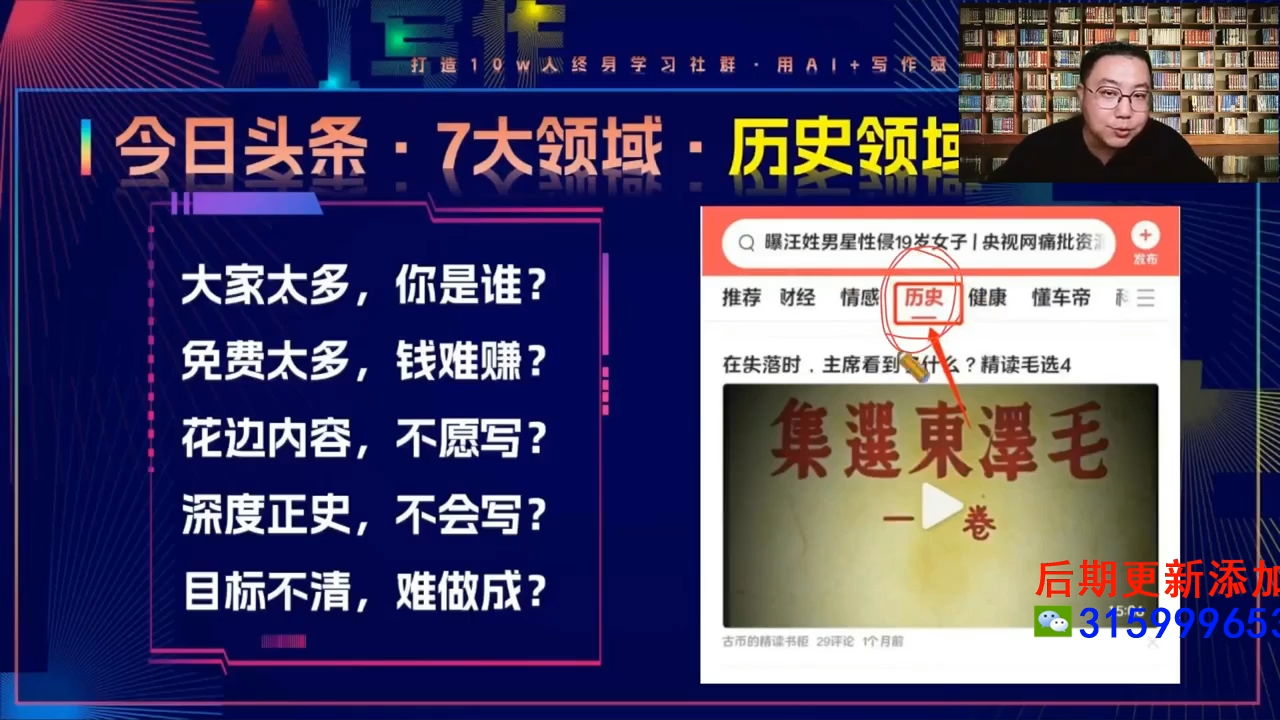 AI写作
打造10w人终身学习社群·用AI+写作赋
今日头条·7大领域·历史领域
大家太多，你是谁？
免费太多，钱难赚？
花边内容，不愿写？
深度正史，不会写？
目标不清，难做成？
曝汪姓男星性侵19岁女子 | 央视网痛批资源
发布
推荐 财经 情感 历史 健康 懂车帝 科
在失落时，主席看到 什么？精读毛选4
集選東澤毛
一卷
15:06
古币的精读书柜 29评论 1个月前
后期更新添加
315999653